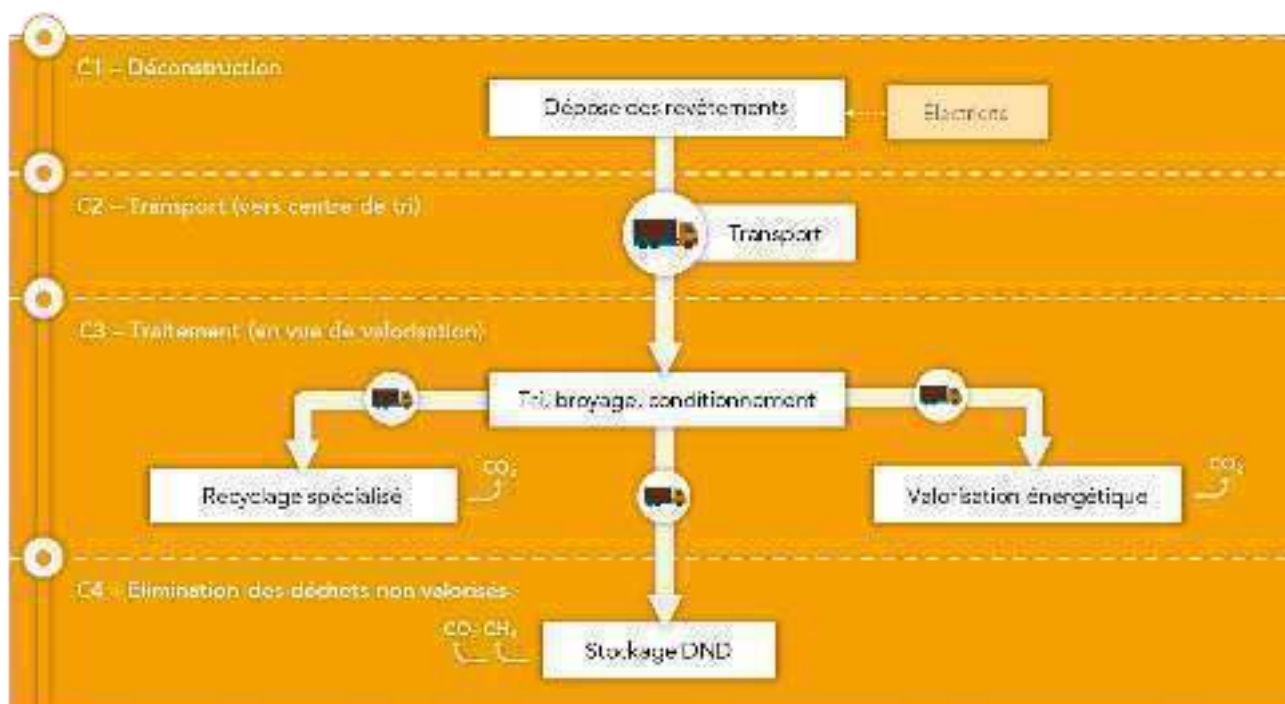 C1 – Déconstruction
Dépose des revêtements
Électricité
C2 – Transport (vers centre de tri)
Transport
C3 – Traitement (en vue de valorisation)
Tri, broyage, conditionnement
Recyclage spécialisé
CO₂
Valorisation énergétique
CO₂
C4 – Elimination des déchets non valorisés
CO₂ CH₄
Stockage DND